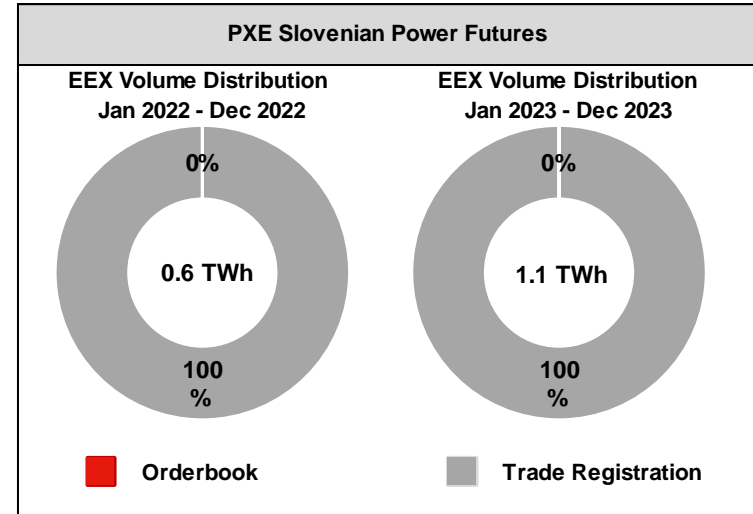 PXE Slovenian Power Futures
EEX Volume Distribution
Jan 2022 - Dec 2022
0%
0.6 TWh
100
%
EEX Volume Distribution
Jan 2023 - Dec 2023
0%
1.1 TWh
100
%
Orderbook
Trade Registration